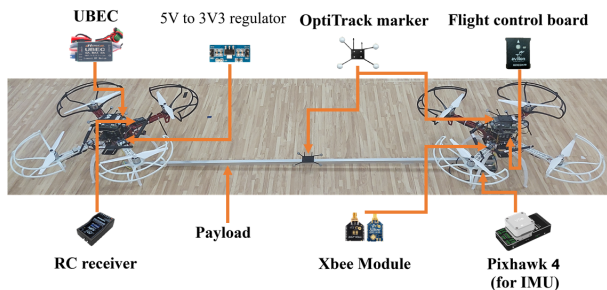 UBEC
5V to 3V3 regulator
OptiTrack marker
Flight control board
RC receiver
Payload
Xbee Module
Pixhawk 4
(for IMU)